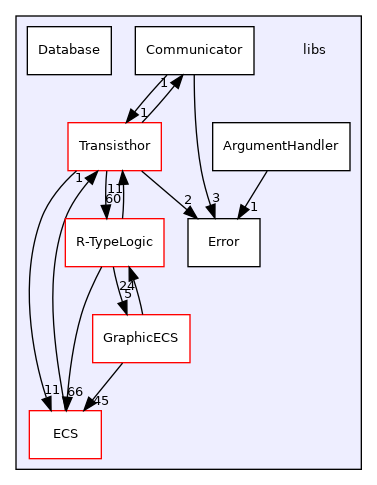 Database
Communicator
libs
1
1
Transisthor
ArgumentHandler
1
11
60
2
3
1
R-TypeLogic
Error
24
5
GraphicECS
11
66
45
ECS